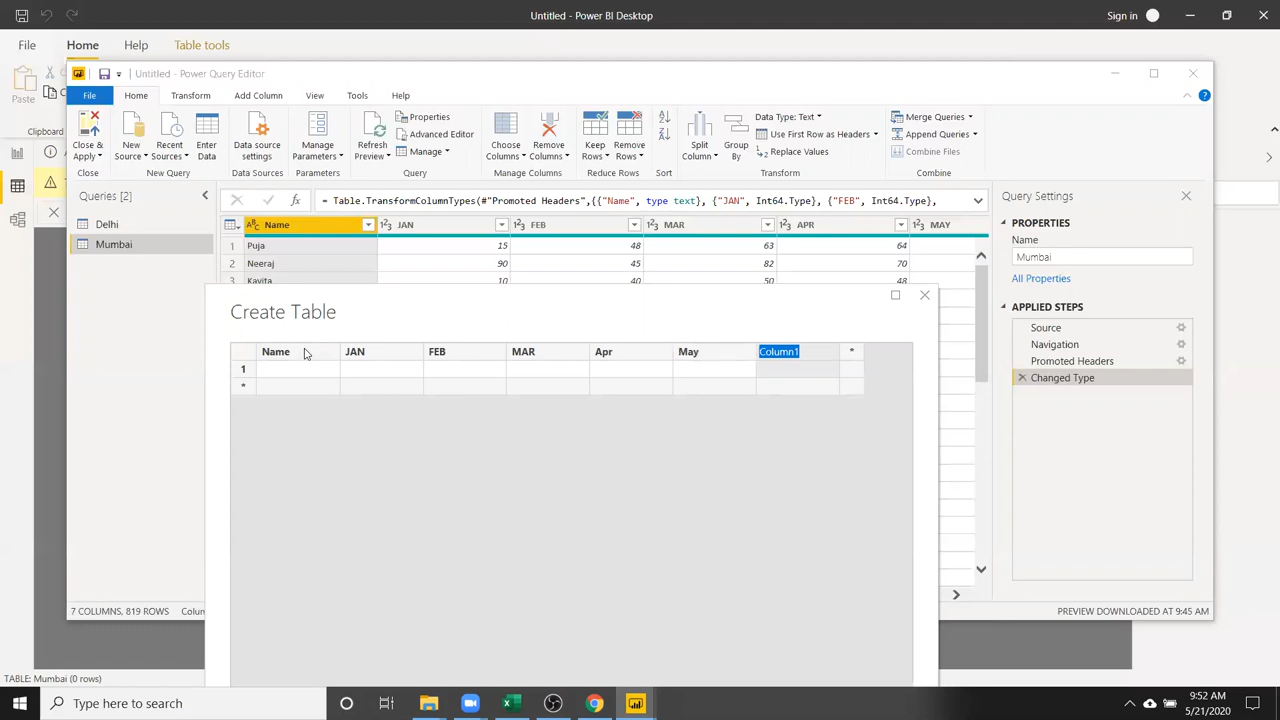 Untitled - Power BI Desktop
Sign in
File
Home
Help
Table tools
Paste
Clipboard
Untitled - Power Query Editor
File
Home
Transform
Add Column
View
Tools
Help
Close & Apply
New Source
Recent Sources
Enter Data
Data source settings
Manage Parameters
Refresh Preview
Properties
Advanced Editor
Manage
Choose Columns
Remove Columns
Keep Rows
Remove Rows
Split Column
Group By
Data Type: Text
Use First Row as Headers
Replace Values
Merge Queries
Append Queries
Combine Files
Close
New Query
Data Sources
Parameters
Query
Manage Columns
Reduce Rows
Sort
Transform
Combine
Queries [2]
Delhi
Mumbai
= Table.TransformColumnTypes(#"Promoted Headers",{{"Name", type text}, {"JAN", Int64.Type}, {"FEB", Int64.Type},
Name JAN FEB MAR APR MAY
1 Puja 15 48 63 64
2 Neeraj 90 45 82 70
3 Kavita 10 40 50 48
Create Table
Name JAN FEB MAR Apr May Column1 *
1
*
Query Settings
PROPERTIES
Name
Mumbai
All Properties
APPLIED STEPS
Source
Navigation
Promoted Headers
Changed Type
7 COLUMNS, 819 ROWS
PREVIEW DOWNLOADED AT 9:45 AM
TABLE: Mumbai (0 rows)
Type here to search
9:52 AM
5/21/2020